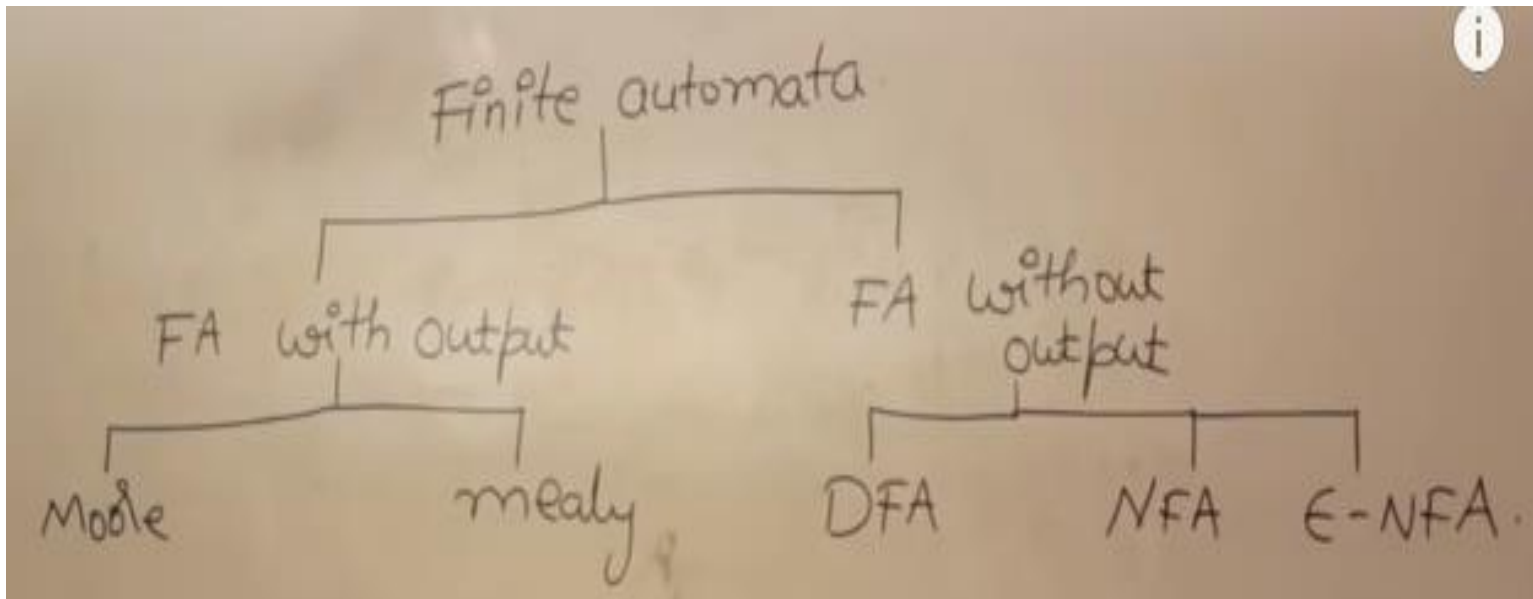 Finite automata
FA with output
FA without
output
Moore
mealy
DFA
NFA
ϵ-NFA.
i